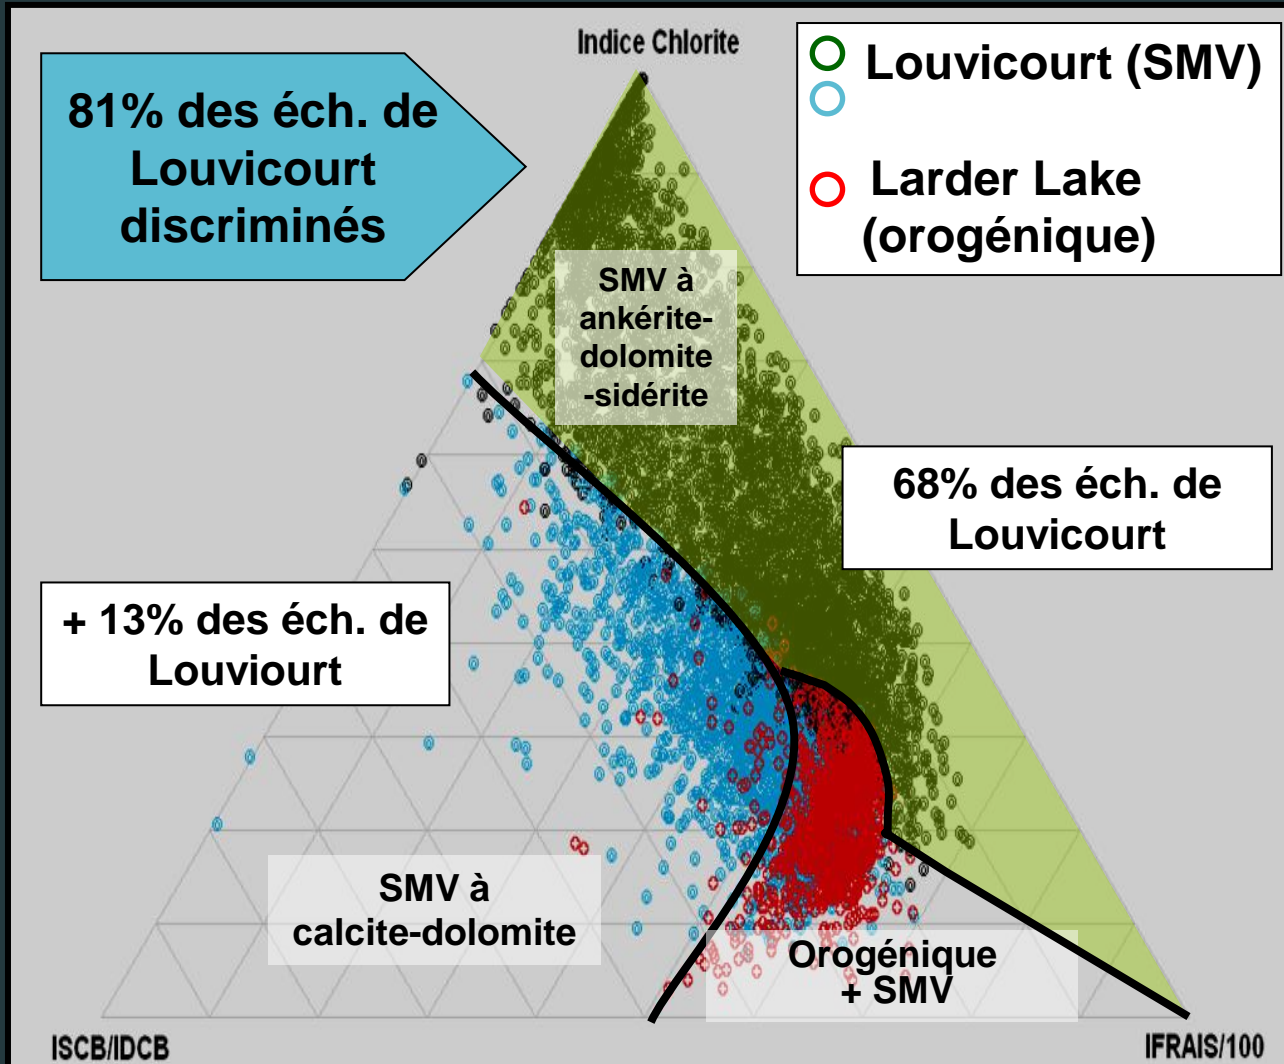 Indice Chlorite
81% des éch. de
Louvicourt
discriminés
Louvicourt (SMV)
Larder Lake
(orogénique)
SMV à
ankérite-
dolomite
-sidérite
68% des éch. de
Louvicourt
+ 13% des éch. de
Louviourt
SMV à
calcite-dolomite
Orogénique
+ SMV
ISCB/IDCB
IFRAIS/100